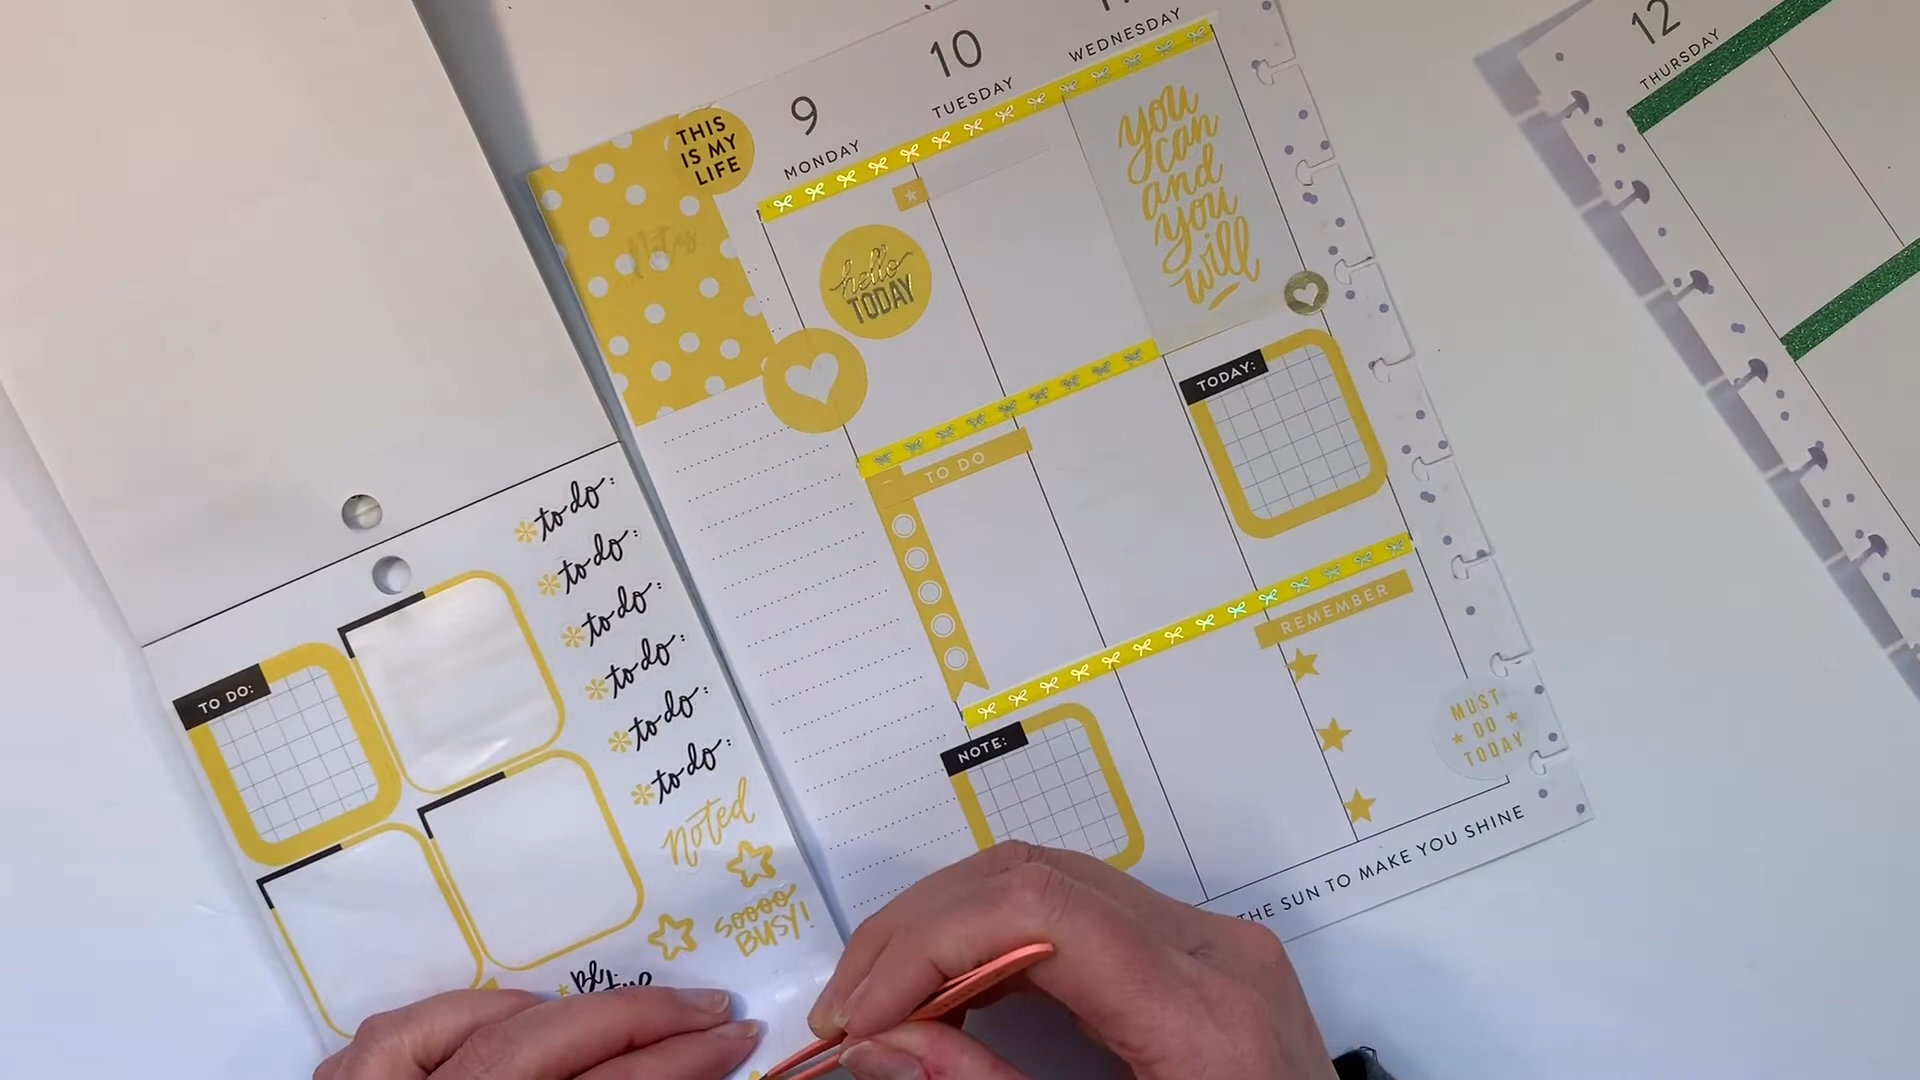 12
THURSDAY
10
WEDNESDAY
TUESDAY
9
MONDAY
THIS
IS MY
LIFE
Notes
you
can
and
you
will
hello
TODAY
TODAY:
TO DO
REMEMBER
NOTE:
MUST
DO
TODAY
THE SUN TO MAKE YOU SHINE
to do:
to do:
to do:
to do:
to do:
to do:
TO DO:
Noted
soooo
BUSY!